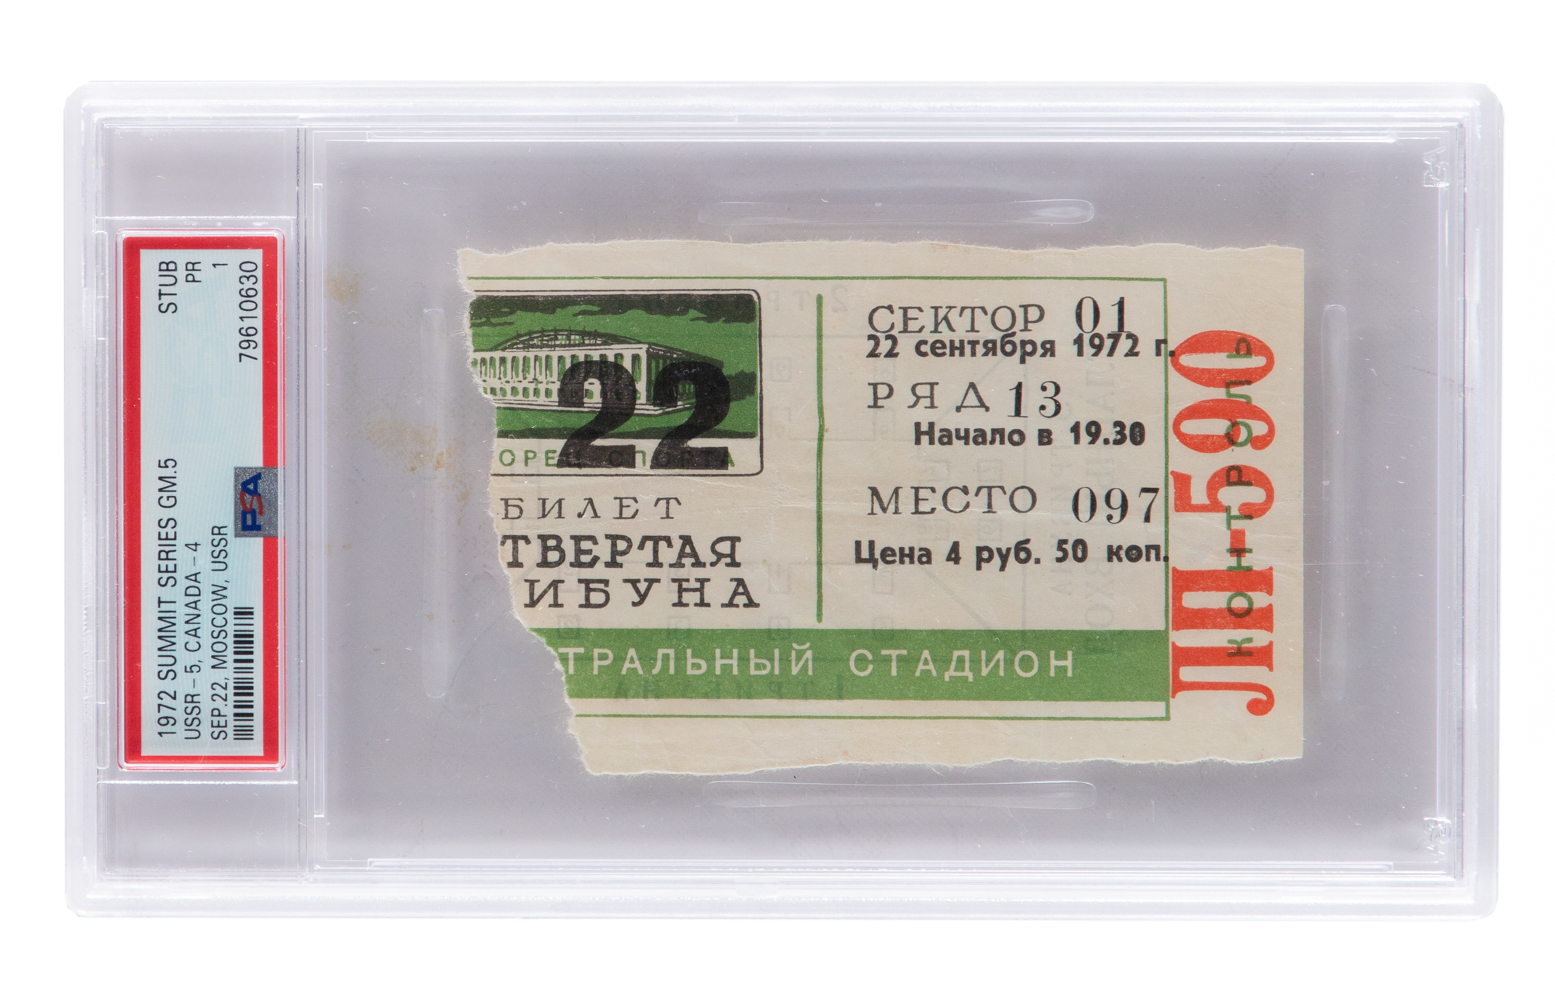 1972 SUMMIT SERIES GM.5
USSR - 5, CANADA - 4
SEP.22, MOSCOW, USSR
STUB
PR
1
79610630
PSA
22
ОРЕЦ СПОРТА
БИЛЕТ
ТВЕРТАЯ
ИБУНА
ТРАЛЬНЫЙ СТАДИОН
СЕКТОР 01
22 сентября 1972 г.
РЯД 13
Начало в 19.30
МЕСТО 097
Цена 4 руб. 50 коп.
ЛП-590
КОНТРОЛЬ